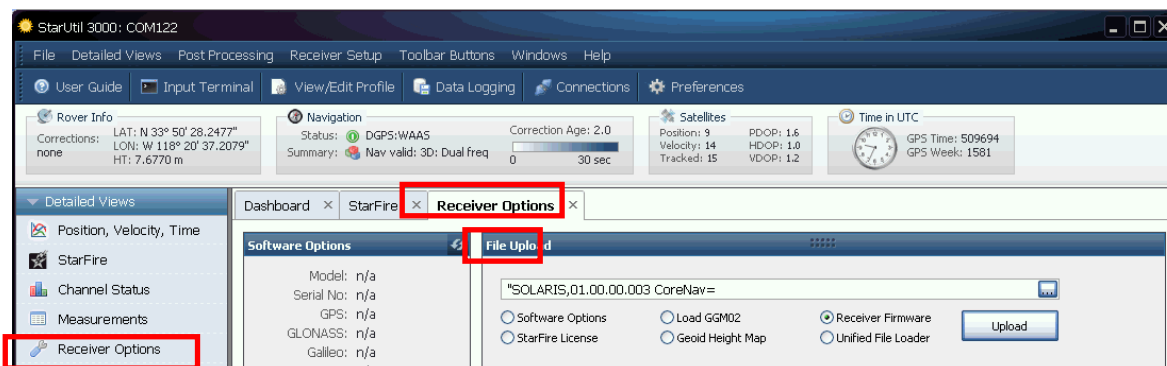 StarUtil 3000: COM122
File Detailed Views Post Processing Receiver Setup Toolbar Buttons Windows Help
User Guide Input Terminal View/Edit Profile Data Logging Connections Preferences
Rover Info
Corrections: none
LAT: N 33° 50' 28.2477"
LON: W 118° 20' 37.2079"
HT: 7.6770 m
Navigation
Status: DGPS:WAAS
Summary: Nav valid: 3D: Dual freq
Correction Age: 2.0
0 30 sec
Satellites
Position: 9 PDOP: 1.6
Velocity: 14 HDOP: 1.0
Tracked: 15 VDOP: 1.2
Time in UTC
GPS Time: 509694
GPS Week: 1581
Detailed Views
Position, Velocity, Time
StarFire
Channel Status
Measurements
Receiver Options
Dashboard StarFire Receiver Options
Software Options
Model: n/a
Serial No: n/a
GPS: n/a
GLONASS: n/a
Galileo: n/a
File Upload
"SOLARIS,01.00.00.003 CoreNav=
Software Options Load GGM02 Receiver Firmware
StarFire License Geoid Height Map Unified File Loader
Upload